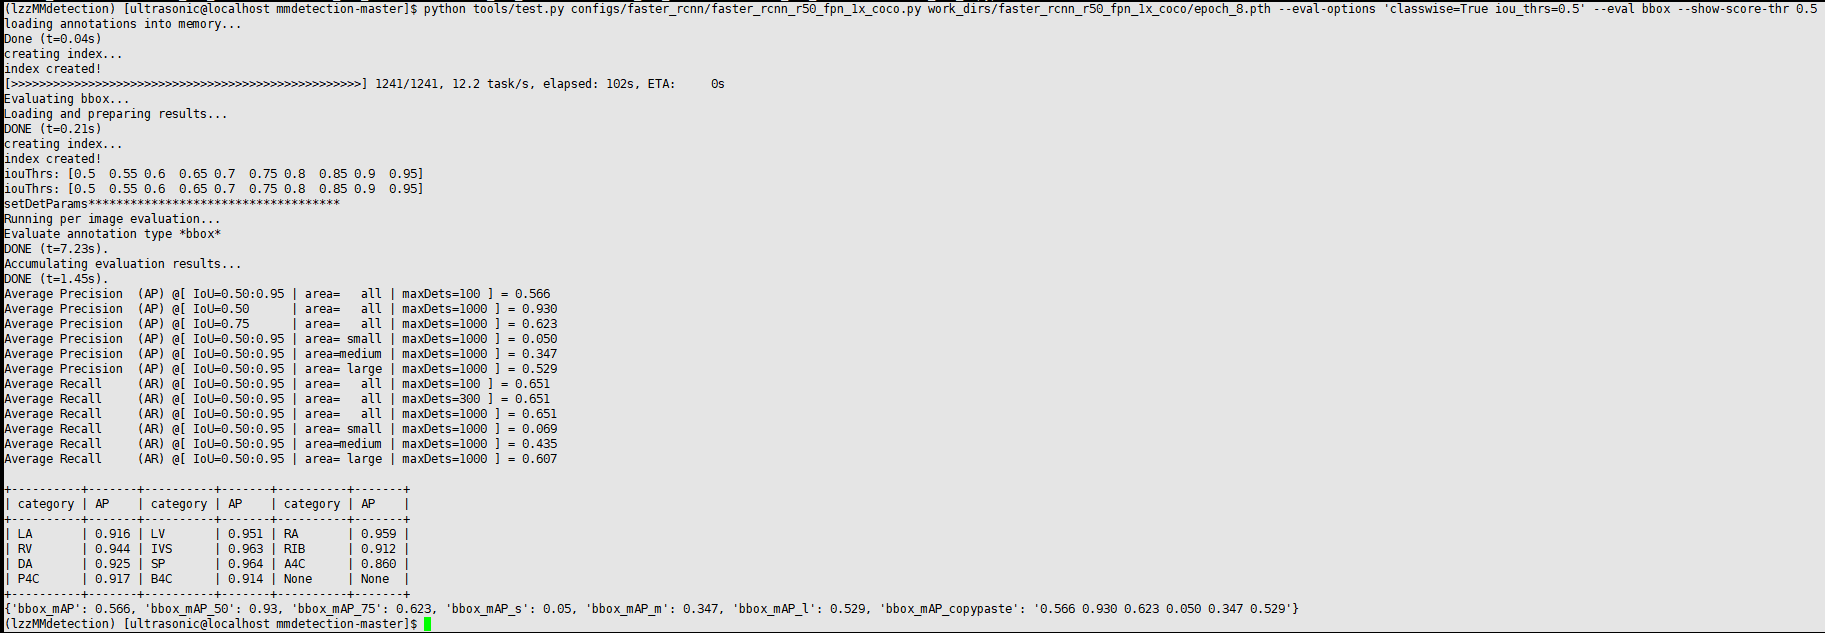 (lzzMMdetection) [ultrasonic@localhost mmdetection-master]$ python tools/test.py configs/faster_rcnn/faster_rcnn_r50_fpn_1x_coco.py work_dirs/faster_rcnn_r50_fpn_1x_coco/epoch_8.pth --eval-options 'classwise=True iou_thrs=0.5' --eval bbox --show-score-thr 0.5
loading annotations into memory...
Done (t=0.04s)
creating index...
index created!
[>>>>>>>>>>>>>>>>>>>>>>>>>>>>>>>>>>>>>>>>>>>>>>>>>>] 1241/1241, 12.2 task/s, elapsed: 102s, ETA:     0s
Evaluating bbox...
Loading and preparing results...
DONE (t=0.21s)
creating index...
index created!
iouThrs: [0.5  0.55 0.6  0.65 0.7  0.75 0.8  0.85 0.9  0.95]
iouThrs: [0.5  0.55 0.6  0.65 0.7  0.75 0.8  0.85 0.9  0.95]
setDetParams************************************
Running per image evaluation...
Evaluate annotation type *bbox*
DONE (t=7.23s).
Accumulating evaluation results...
DONE (t=1.45s).
Average Precision  (AP) @[ IoU=0.50:0.95 | area=   all | maxDets=100 ] = 0.566
Average Precision  (AP) @[ IoU=0.50      | area=   all | maxDets=1000 ] = 0.930
Average Precision  (AP) @[ IoU=0.75      | area=   all | maxDets=1000 ] = 0.623
Average Precision  (AP) @[ IoU=0.50:0.95 | area= small | maxDets=1000 ] = 0.050
Average Precision  (AP) @[ IoU=0.50:0.95 | area=medium | maxDets=1000 ] = 0.347
Average Precision  (AP) @[ IoU=0.50:0.95 | area= large | maxDets=1000 ] = 0.529
Average Recall     (AR) @[ IoU=0.50:0.95 | area=   all | maxDets=100 ] = 0.651
Average Recall     (AR) @[ IoU=0.50:0.95 | area=   all | maxDets=300 ] = 0.651
Average Recall     (AR) @[ IoU=0.50:0.95 | area=   all | maxDets=1000 ] = 0.651
Average Recall     (AR) @[ IoU=0.50:0.95 | area= small | maxDets=1000 ] = 0.069
Average Recall     (AR) @[ IoU=0.50:0.95 | area=medium | maxDets=1000 ] = 0.435
Average Recall     (AR) @[ IoU=0.50:0.95 | area= large | maxDets=1000 ] = 0.607
+----------+-------+----------+-------+----------+-------+
| category | AP    | category | AP    | category | AP    |
+----------+-------+----------+-------+----------+-------+
| LA       | 0.916 | LV       | 0.951 | RA       | 0.959 |
| RV       | 0.944 | IVS      | 0.963 | RIB      | 0.912 |
| DA       | 0.925 | SP       | 0.964 | A4C      | 0.860 |
| P4C      | 0.917 | B4C      | 0.914 | None     | None  |
+----------+-------+----------+-------+----------+-------+
{'bbox_mAP': 0.566, 'bbox_mAP_50': 0.93, 'bbox_mAP_75': 0.623, 'bbox_mAP_s': 0.05, 'bbox_mAP_m': 0.347, 'bbox_mAP_l': 0.529, 'bbox_mAP_copypaste': '0.566 0.930 0.623 0.050 0.347 0.529'}
(lzzMMdetection) [ultrasonic@localhost mmdetection-master]$